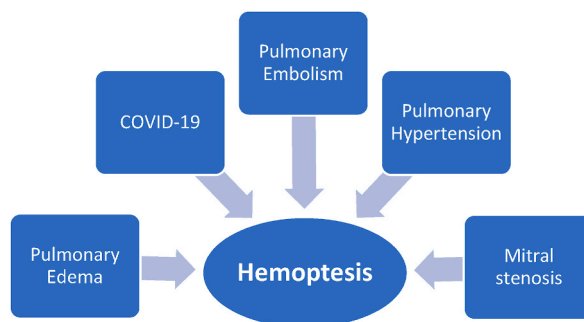 Pulmonary
Embolism
COVID-19
Pulmonary
Hypertension
Pulmonary
Edema
Hemoptesis
Mitral
stenosis